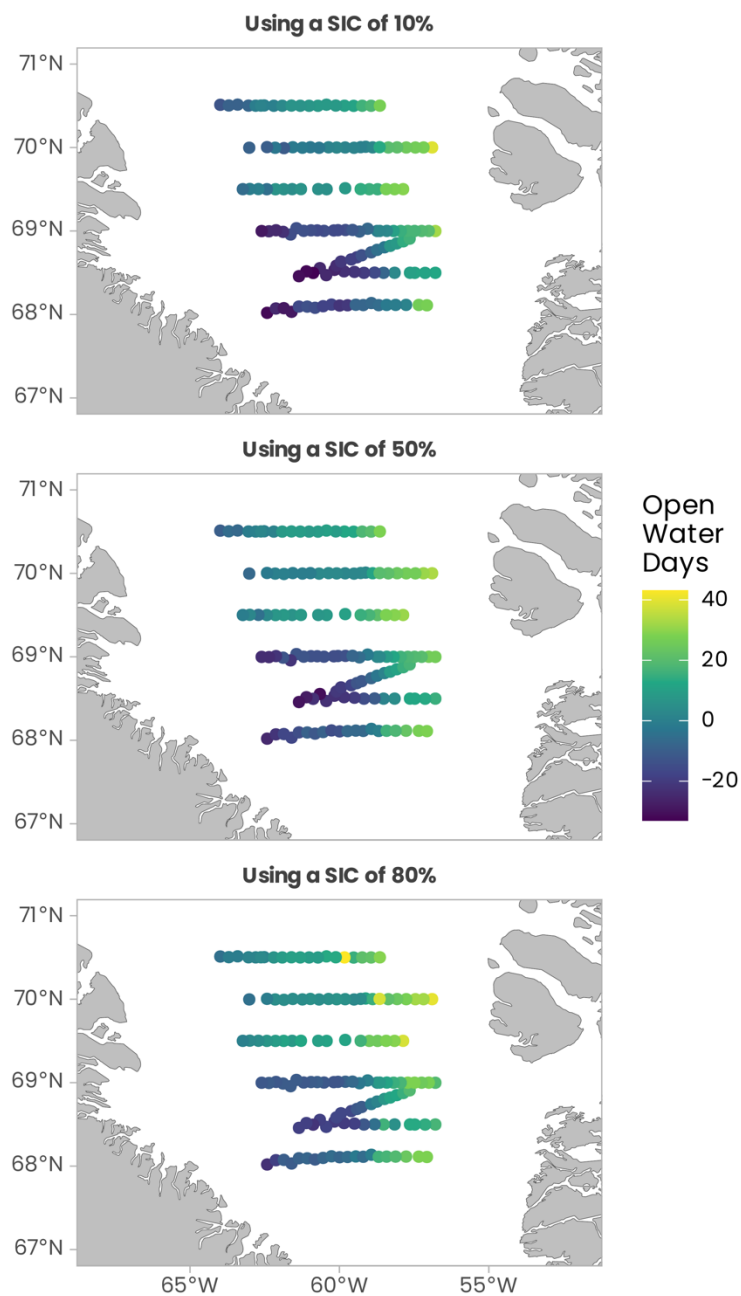 Using a SIC of 10%
71°N
70°N
69°N
68°N
67°N
Using a SIC of 50%
71°N
70°N
69°N
68°N
67°N
Open
Water
Days
40
20
0
−20
Using a SIC of 80%
71°N
70°N
69°N
68°N
67°N
65°W 60°W 55°W